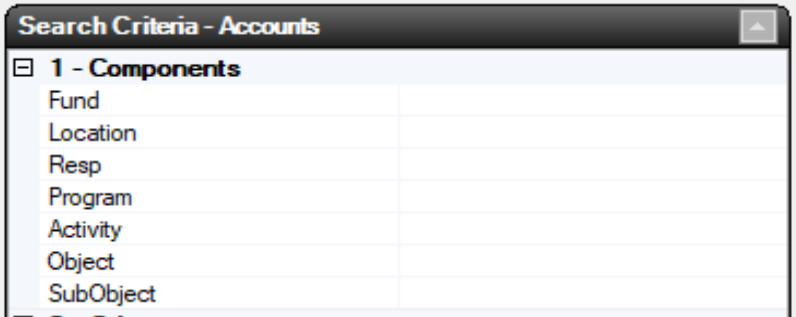 Search Criteria - Accounts
1 - Components
Fund
Location
Resp
Program
Activity
Object
SubObject